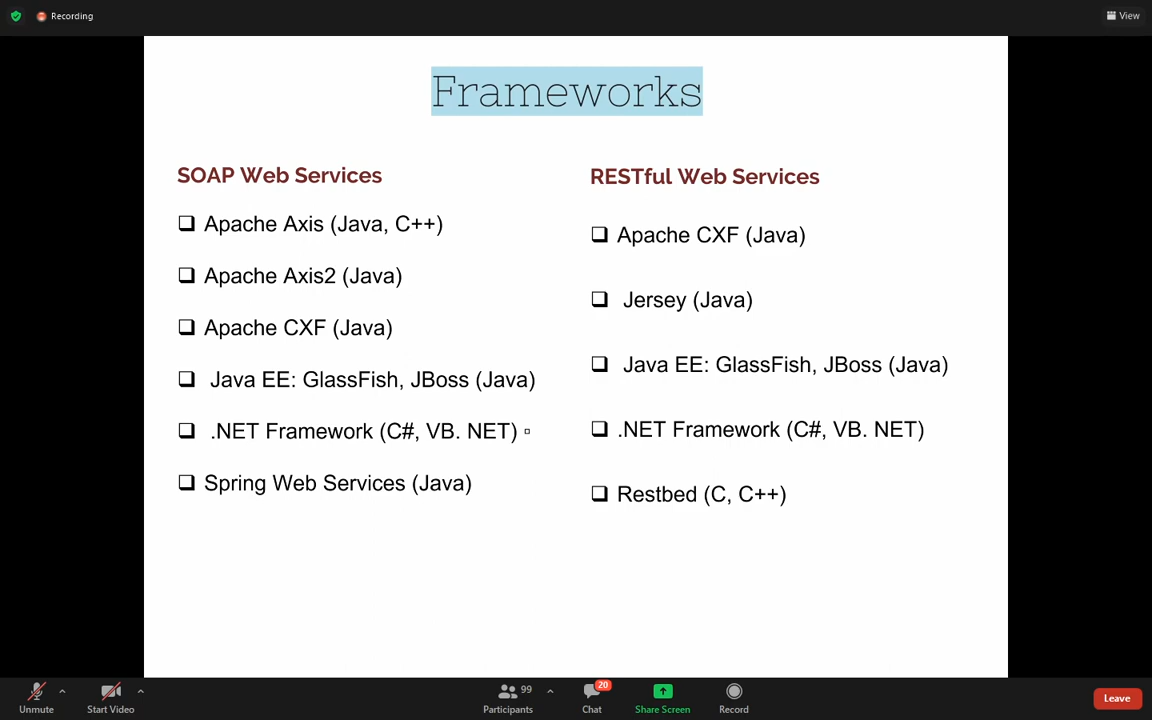 Recording
View
Frameworks
SOAP Web Services
Apache Axis (Java, C++)
Apache Axis2 (Java)
Apache CXF (Java)
Java EE: GlassFish, JBoss (Java)
.NET Framework (C#, VB. NET)
Spring Web Services (Java)
RESTful Web Services
Apache CXF (Java)
Jersey (Java)
Java EE: GlassFish, JBoss (Java)
.NET Framework (C#, VB. NET)
Restbed (C, C++)
Unmute
Start Video
99
Participants
20
Chat
Share Screen
Record
Leave